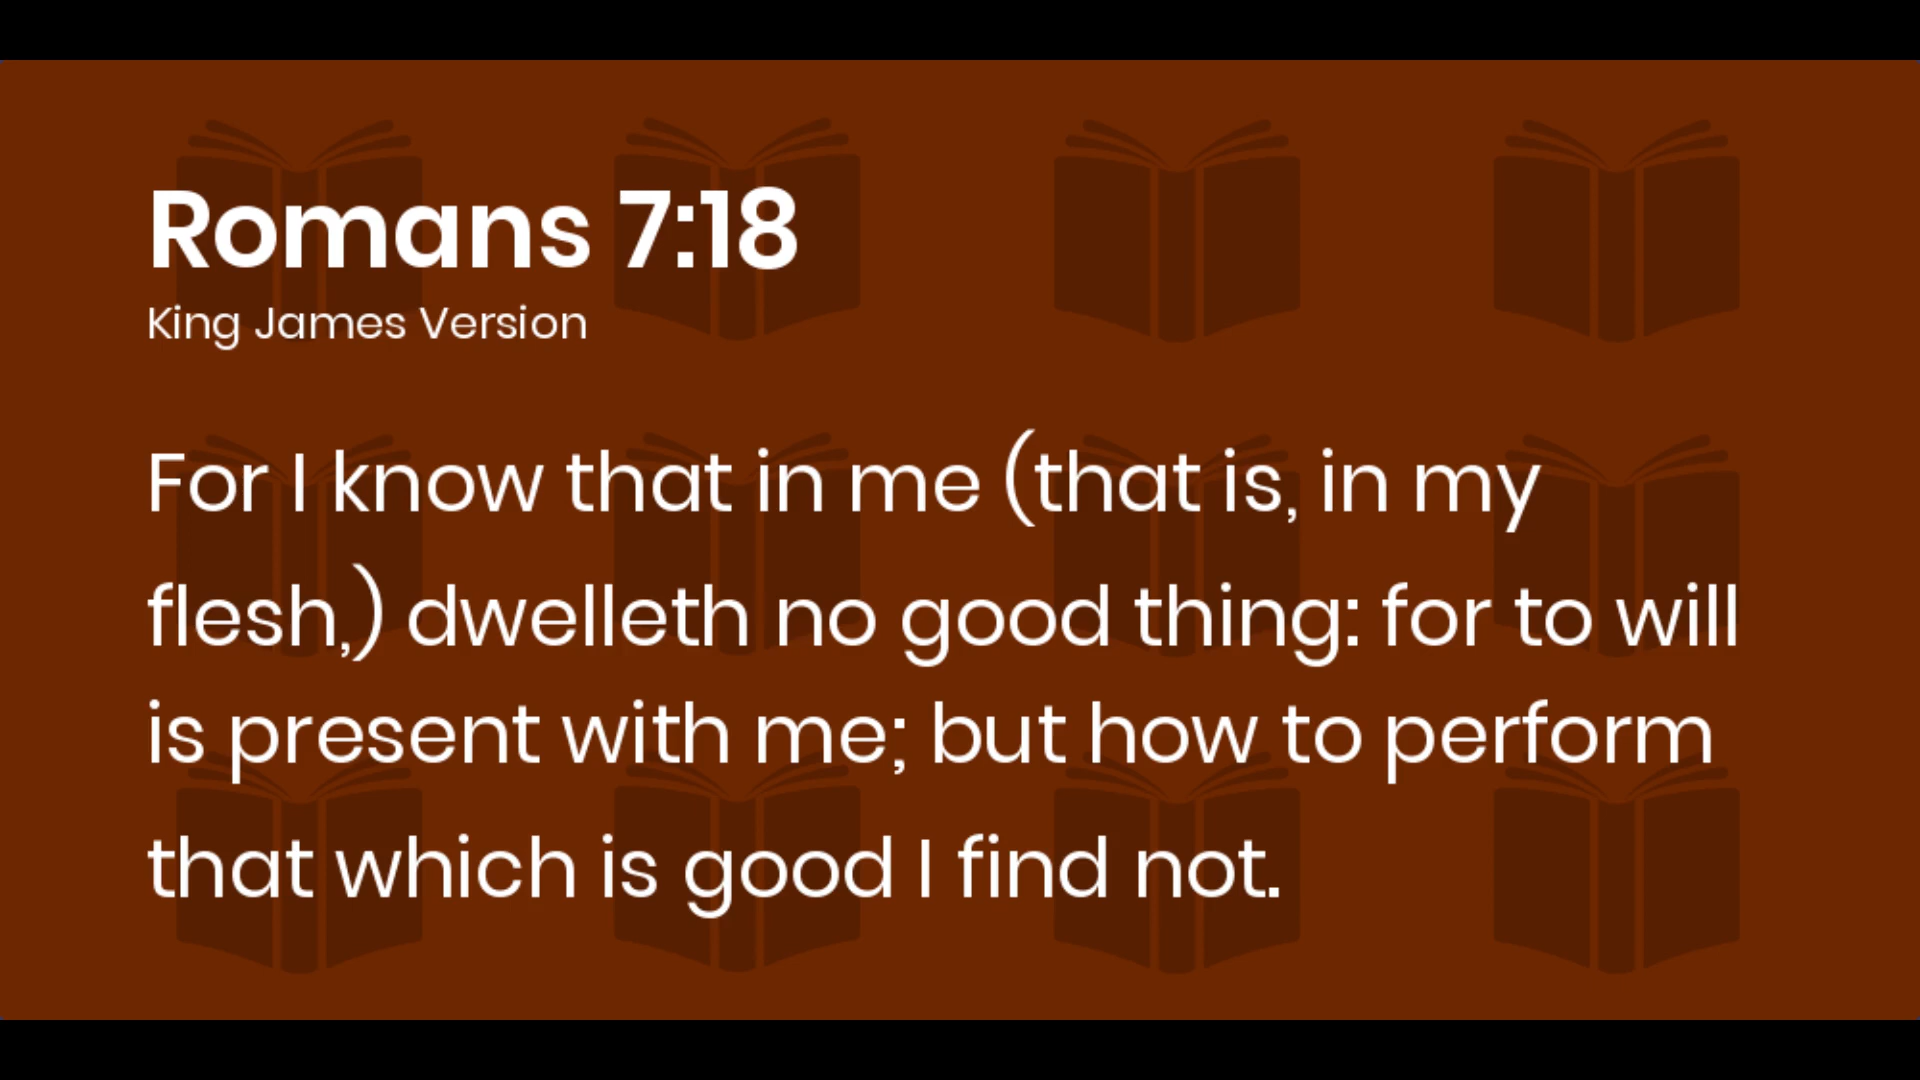 Romans 7:18
King James Version
For I know that in me (that is, in my
flesh,) dwelleth no good thing: for to will
is present with me; but how to perform
that which is good I find not.